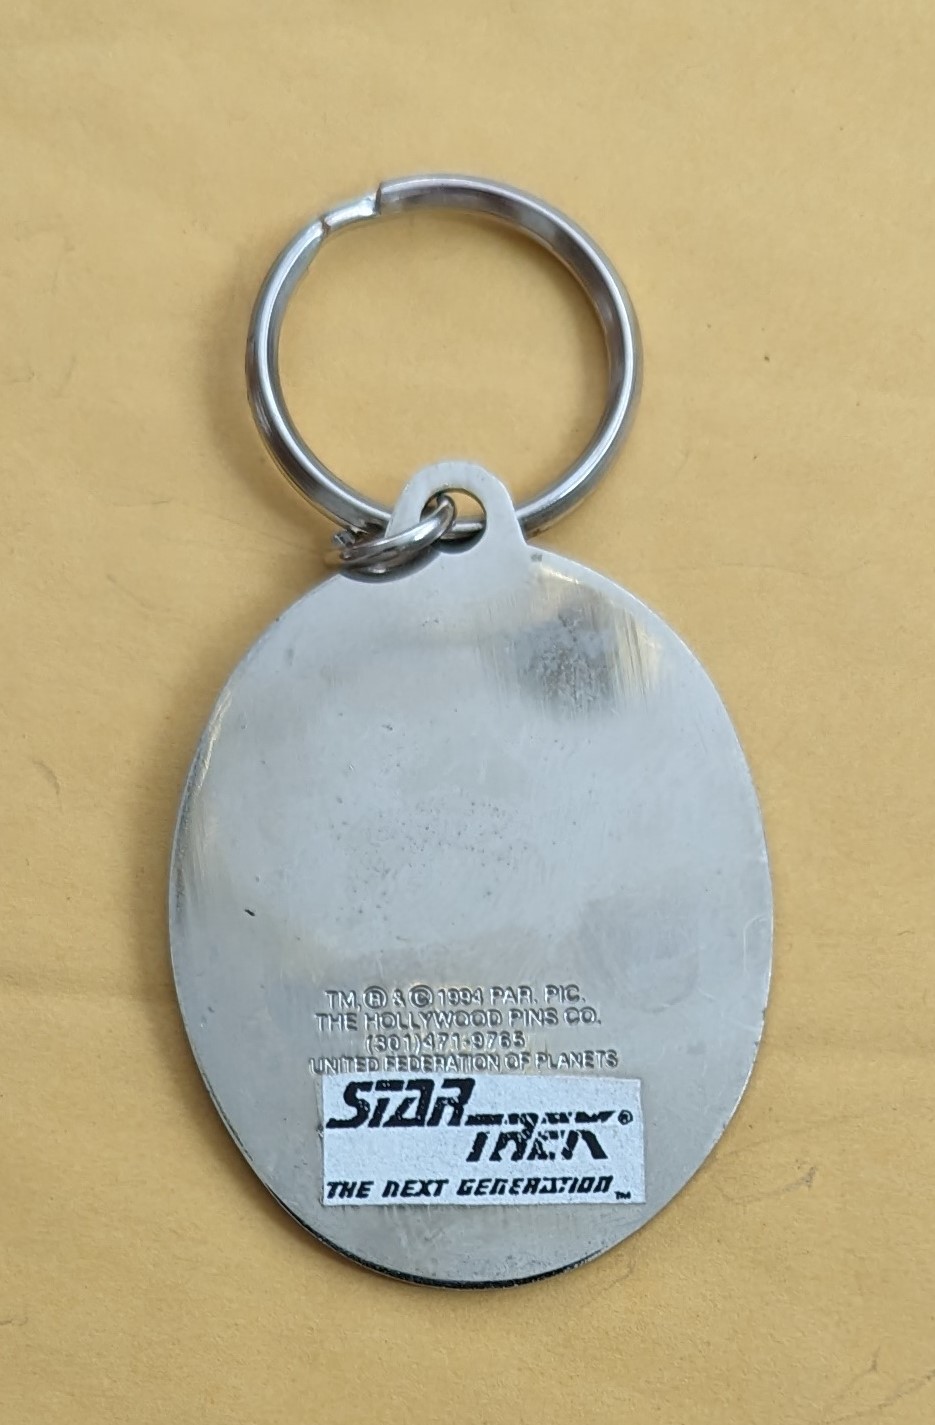 TM,® & © 1994 PAR. PIC.
THE HOLLYWOOD PINS CO.
(301)471-9765
UNITED FEDERATION OF PLANETS
STAR
TREK®
THE NEXT GENERATION™